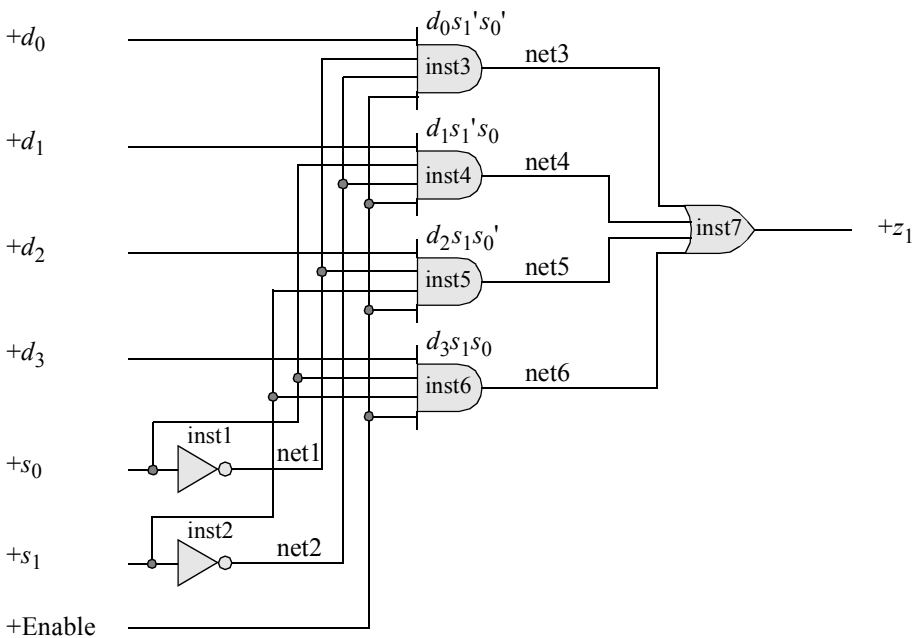 d₀s₁'s₀'
+d₀
inst3
net3
d₁s₁'s₀
+d₁
inst4
net4
inst7
+z₁
d₂s₁s₀'
+d₂
inst5
net5
d₃s₁s₀
+d₃
inst6
net6
inst1
+s₀
net1
inst2
+s₁
net2
+Enable